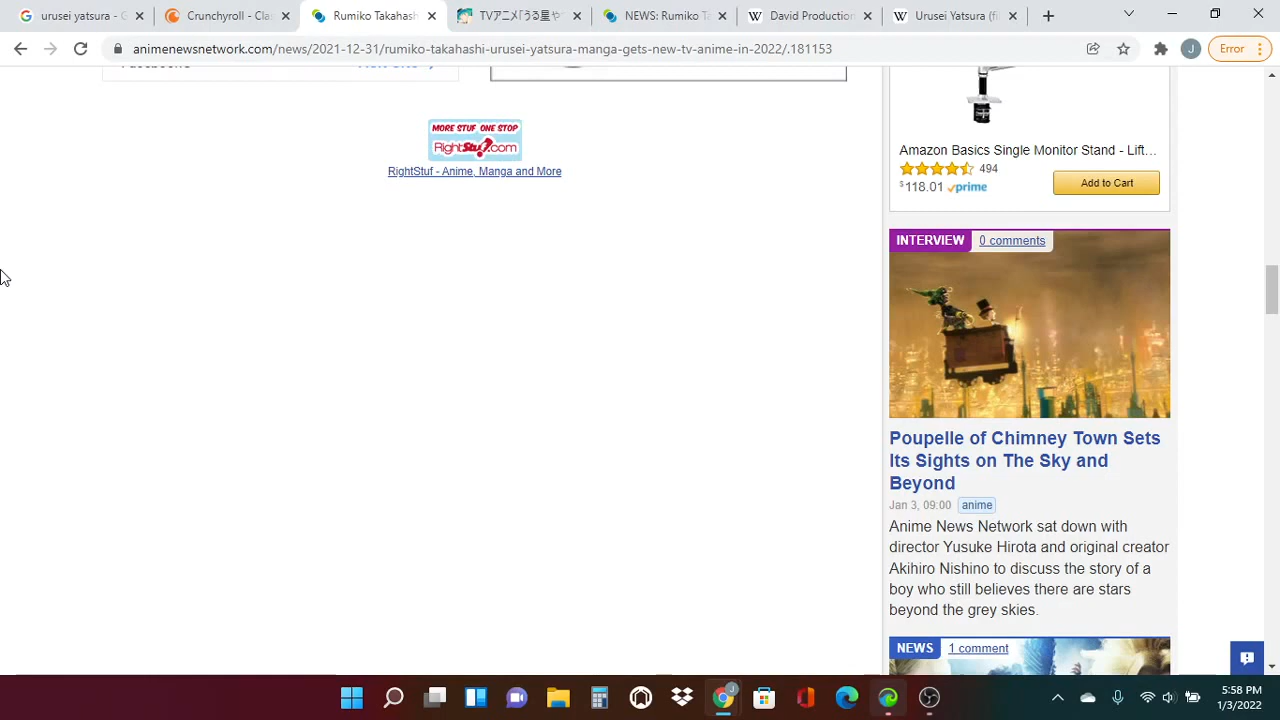 urusei yatsura - G
Crunchyroll - Cla
Rumiko Takahas
TVアニメ「うる星や
NEWS: Rumiko Ta
David Production
Urusei Yatsura (fi
animenewsnetwork.com/news/2021-12-31/rumiko-takahashi-urusei-yatsura-manga-gets-new-tv-anime-in-2022/.181153
J
Error
MORE STUF ONE STOP
RightStuf.com
RightStuf - Anime, Manga and More
Amazon Basics Single Monitor Stand - Lift...
494
$118.01 prime
Add to Cart
INTERVIEW 0 comments
Poupelle of Chimney Town Sets
Its Sights on The Sky and
Beyond
Jan 3, 09:00 anime
Anime News Network sat down with
director Yusuke Hirota and original creator
Akihiro Nishino to discuss the story of a
boy who still believes there are stars
beyond the grey skies.
NEWS 1 comment
5:58 PM
1/3/2022